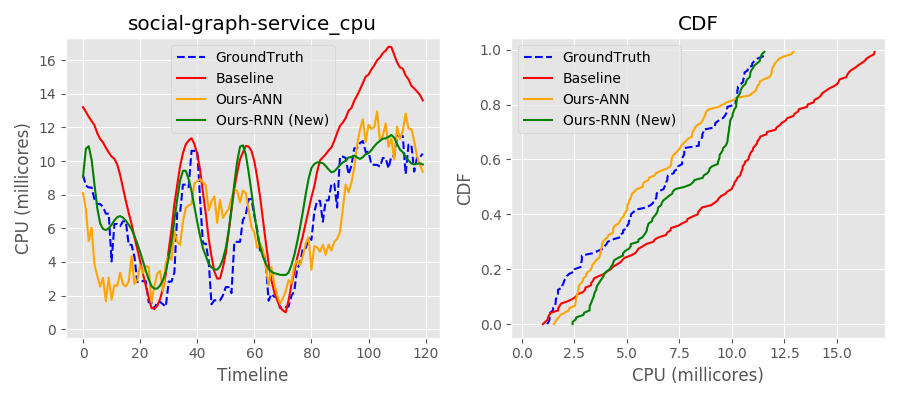 social-graph-service_cpu
CPU (millicores)
16
14
12
10
8
6
4
2
0
GroundTruth
Baseline
Ours-ANN
Ours-RNN (New)
0 20 40 60 80 100 120
Timeline
CDF
CDF
1.0
0.8
0.6
0.4
0.2
0.0
GroundTruth
Baseline
Ours-ANN
Ours-RNN (New)
0.0 2.5 5.0 7.5 10.0 12.5 15.0
CPU (millicores)